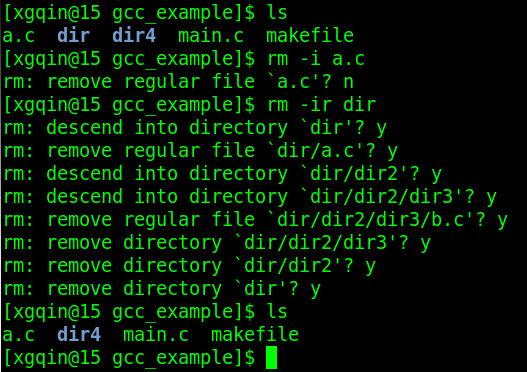 [xgqin@15 gcc_example]$ ls
a.c  dir  dir4  main.c  makefile
[xgqin@15 gcc_example]$ rm -i a.c
rm: remove regular file `a.c'? n
[xgqin@15 gcc_example]$ rm -ir dir
rm: descend into directory `dir'? y
rm: remove regular file `dir/a.c'? y
rm: descend into directory `dir/dir2'? y
rm: descend into directory `dir/dir2/dir3'? y
rm: remove regular file `dir/dir2/dir3/b.c'? y
rm: remove directory `dir/dir2/dir3'? y
rm: remove directory `dir/dir2'? y
rm: remove directory `dir'? y
[xgqin@15 gcc_example]$ ls
a.c  dir4  main.c  makefile
[xgqin@15 gcc_example]$